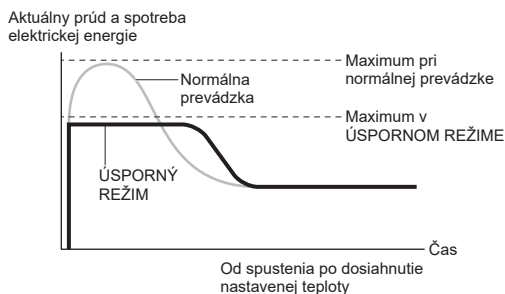 Aktuálny prúd a spotreba
elektrickej energie
Maximum pri
normálnej prevádzke
Normálna
prevádzka
Maximum v
ÚSPORNOM REŽIME
ÚSPORNÝ
REŽIM
Čas
Od spustenia po dosiahnutie
nastavenej teploty